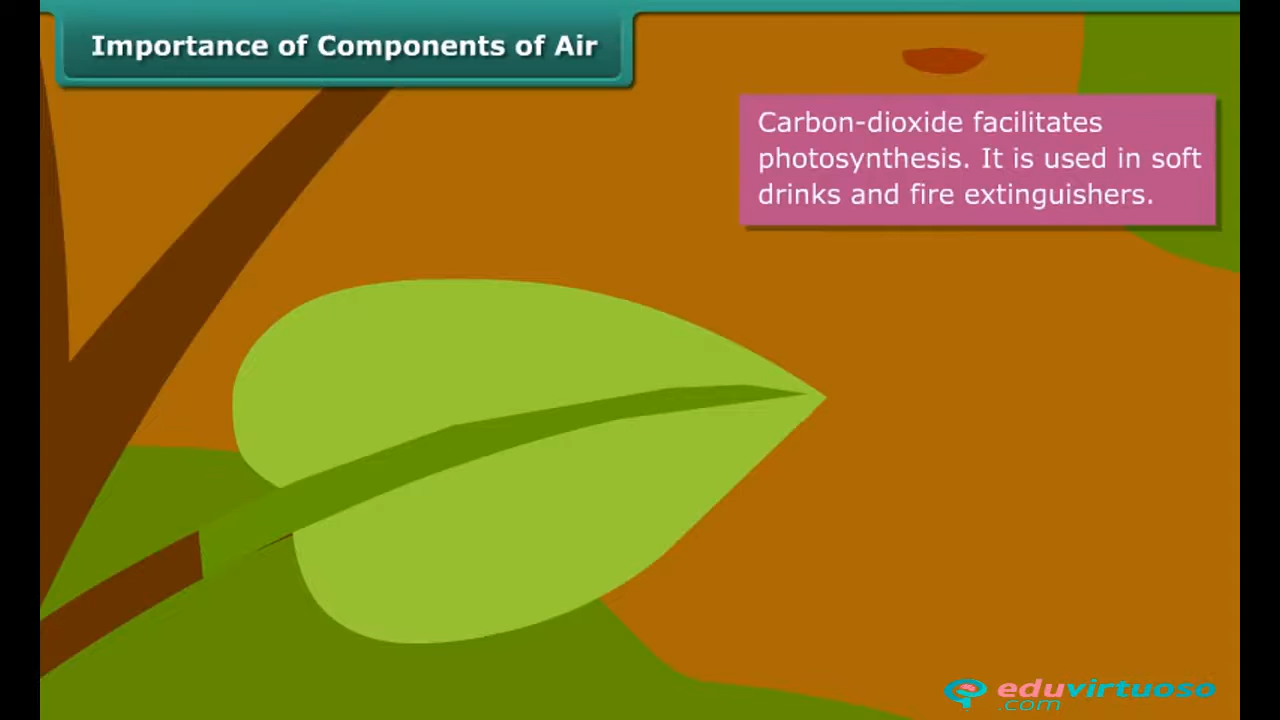 Importance of Components of Air
Carbon-dioxide facilitates
photosynthesis. It is used in soft
drinks and fire extinguishers.
eduvirtuoso
.com